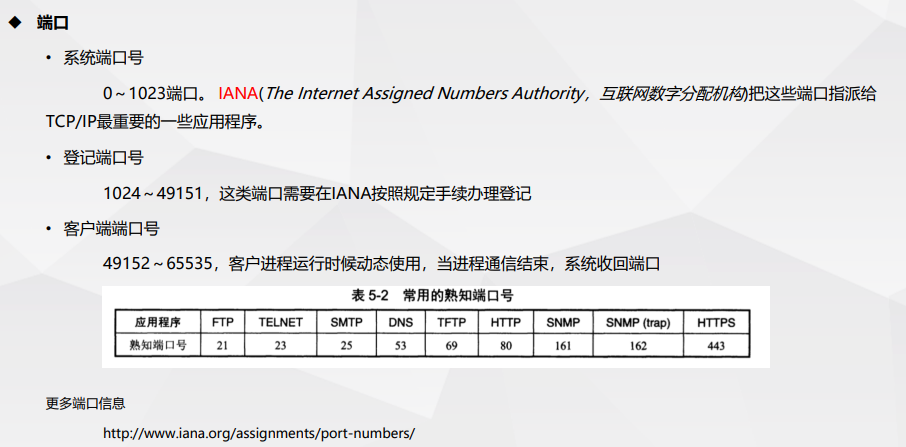 ◆ 端口
• 系统端口号
0～1023端口。 IANA(The Internet Assigned Numbers Authority，互联网数字分配机构)把这些端口指派给
TCP/IP最重要的一些应用程序。
• 登记端口号
1024～49151，这类端口需要在IANA按照规定手续办理登记
• 客户端端口号
49152～65535，客户进程运行时候动态使用，当进程通信结束，系统收回端口
表 5-2 常用的熟知端口号
应用程序 FTP TELNET SMTP DNS TFTP HTTP SNMP SNMP (trap) HTTPS
熟知端口号 21 23 25 53 69 80 161 162 443
更多端口信息
http://www.iana.org/assignments/port-numbers/